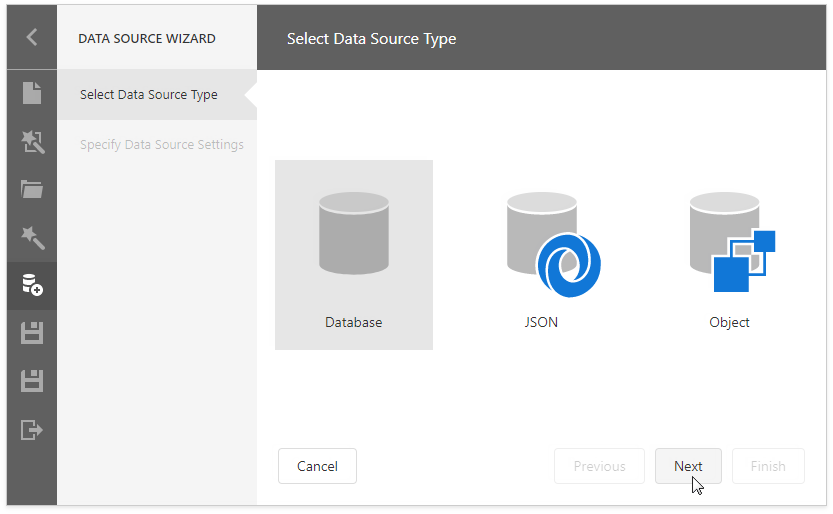 DATA SOURCE WIZARD
Select Data Source Type
Select Data Source Type
Specify Data Source Settings
Database
JSON
Object
Cancel
Previous
Next
Finish